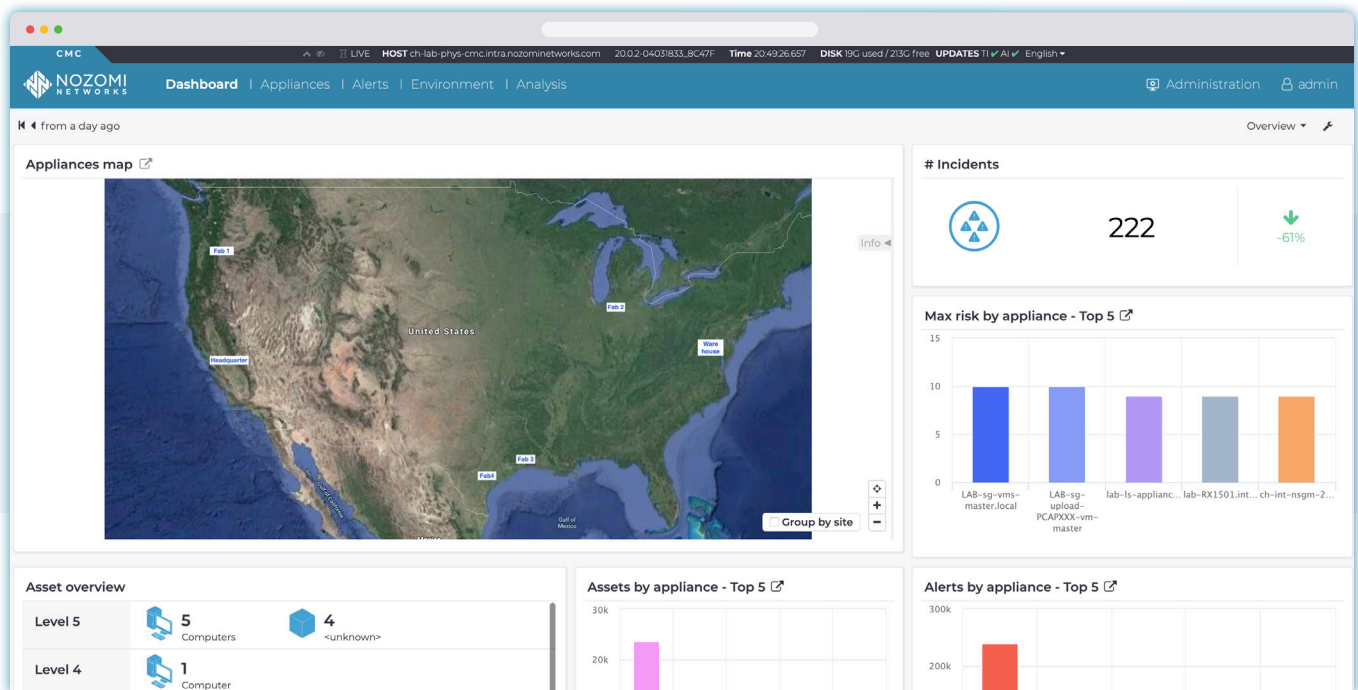 CMC
LIVE HOST ch-lab-phys-cmc.intra.nozominetworks.com 20.0.2-04031833_8C47F Time 20:49:26.657 DISK 19G used / 213G free UPDATES TI ✔ AI ✔ English
NOZOMI
NETWORKS
Dashboard | Appliances | Alerts | Environment | Analysis
Administration admin
from a day ago
Overview
Appliances map
Fab 1
Fab 2
United States
Ware
house
Headquarter
Fab 3
Fab4
Gulf of California
Gulf of
Mexico
Mexico
Info
Group by site
# Incidents
222
-61%
Max risk by appliance - Top 5
15
10
5
0
LAB-sg-vms-
master.local
LAB-sg-
upload-
PCAPXXX-vm-
master
lab-ls-applianc...
lab-RX1501.int...
ch-int-nsgm-2...
Asset overview
Level 5
5
Computers
4
<unknown>
Level 4
1
Computer
Assets by appliance - Top 5
30k
20k
Alerts by appliance - Top 5
300k
200k